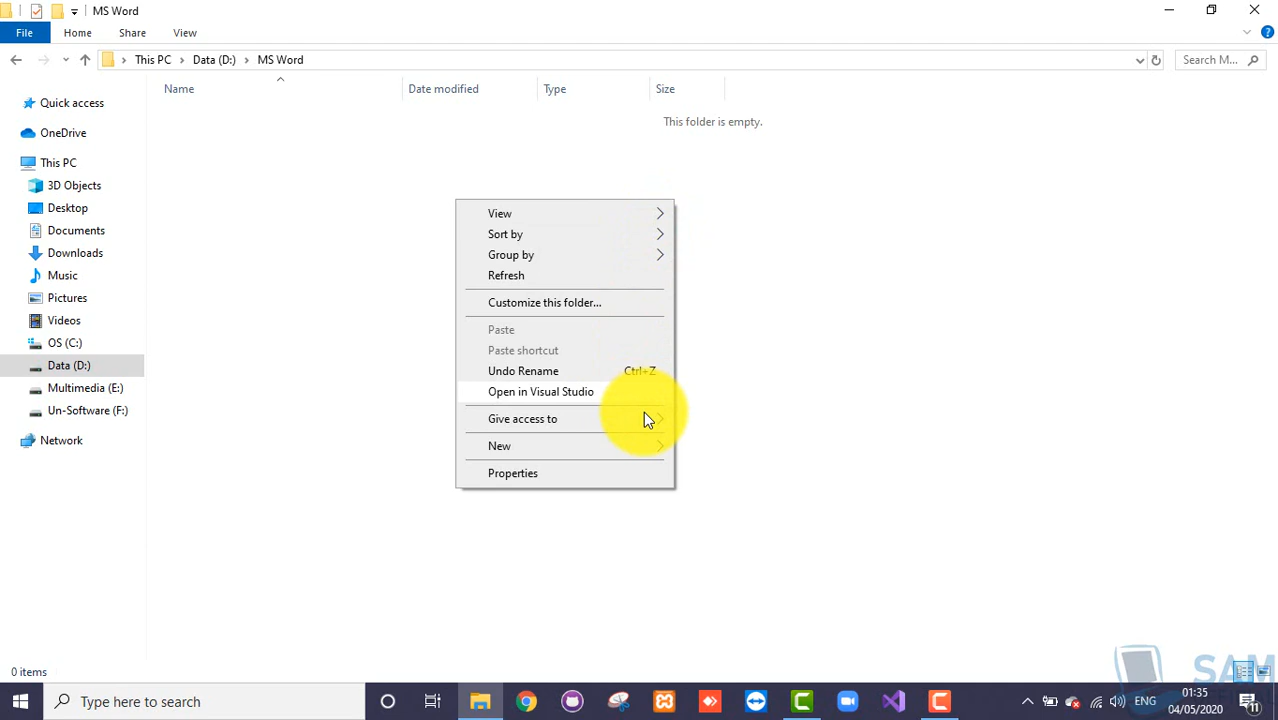 MS Word
File Home Share View
This PC > Data (D:) > MS Word
Search M...
Name Date modified Type Size
This folder is empty.
Quick access
OneDrive
This PC
3D Objects
Desktop
Documents
Downloads
Music
Pictures
Videos
OS (C:)
Data (D:)
Multimedia (E:)
Un-Software (F:)
Network
View
Sort by
Group by
Refresh
Customize this folder...
Paste
Paste shortcut
Undo Rename Ctrl+Z
Open in Visual Studio
Give access to
New
Properties
0 items
SAM
Type here to search
ENG
01:35
04/05/2020
11